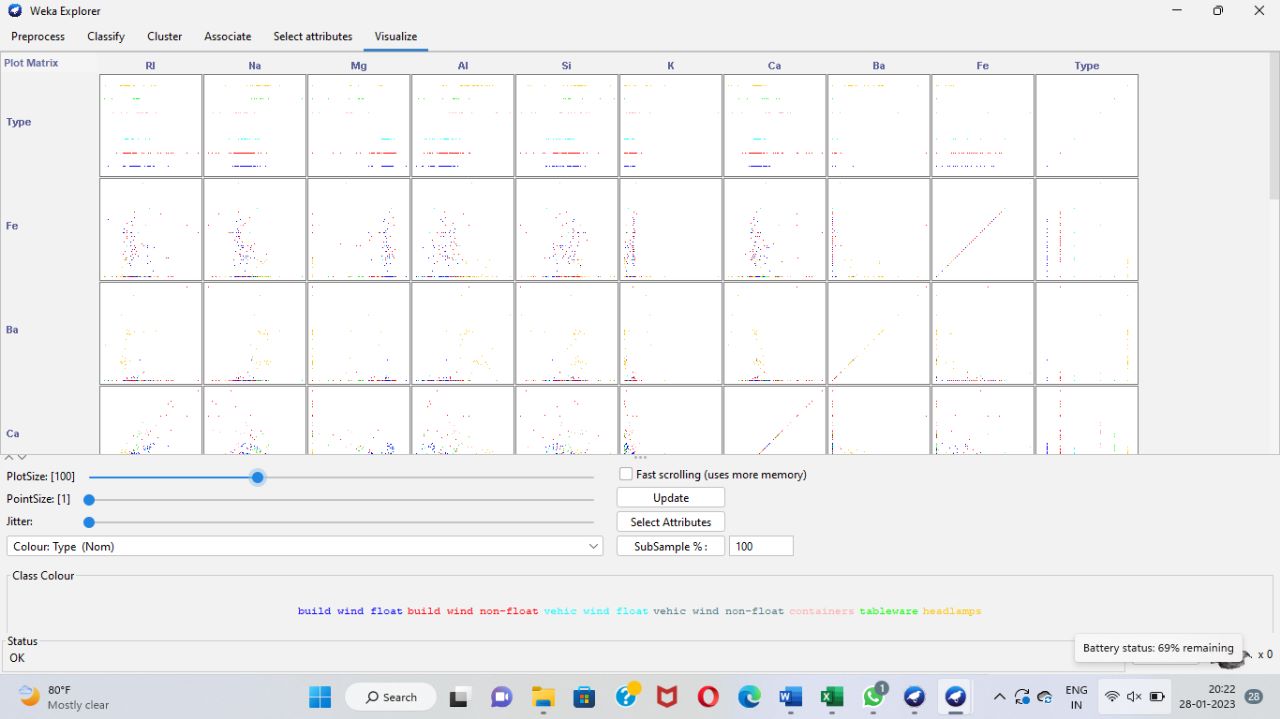 Weka Explorer
Preprocess Classify Cluster Associate Select attributes Visualize
Plot Matrix RI Na Mg Al Si K Ca Ba Fe Type
Type
Fe
Ba
Ca
PlotSize: [100]
Fast scrolling (uses more memory)
PointSize: [1]
Update
Jitter:
Select Attributes
Colour: Type (Nom)
SubSample % :
100
Class Colour
build wind float build wind non-float vehic wind float vehic wind non-float containers tableware headlamps
Status
OK
Battery status: 69% remaining
x 0
80°F
Mostly clear
Search
1
ENG
IN
20:22
28-01-2023
28